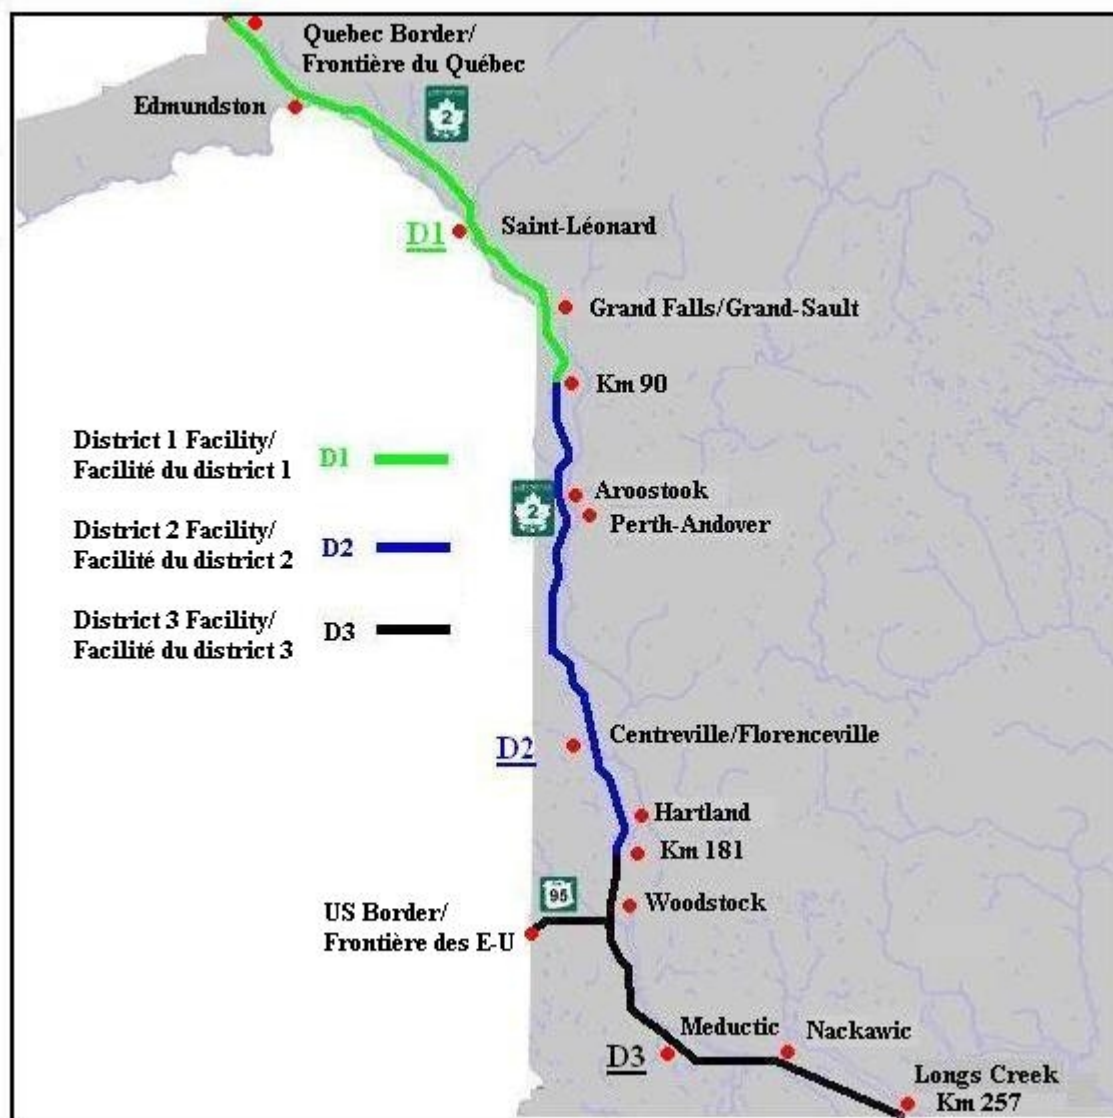 Quebec Border/
Frontière du Québec
2
Edmundston
Saint-Léonard
D1
Grand Falls/Grand-Sault
Km 90
District 1 Facility/
Facilité du district 1
D1
Aroostook
2
Perth-Andover
District 2 Facility/
Facilité du district 2
D2
District 3 Facility/
Facilité du district 3
D3
Centreville/Florenceville
D2
Hartland
Km 181
95
Woodstock
US Border/
Frontière des E-U
Meductic
Nackawic
D3
Longs Creek
Km 257